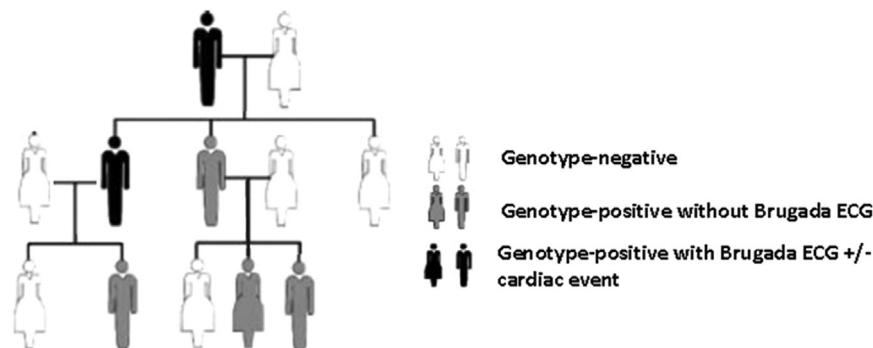 Genotype-negative
Genotype-positive without Brugada ECG
Genotype-positive with Brugada ECG +/-
cardiac event